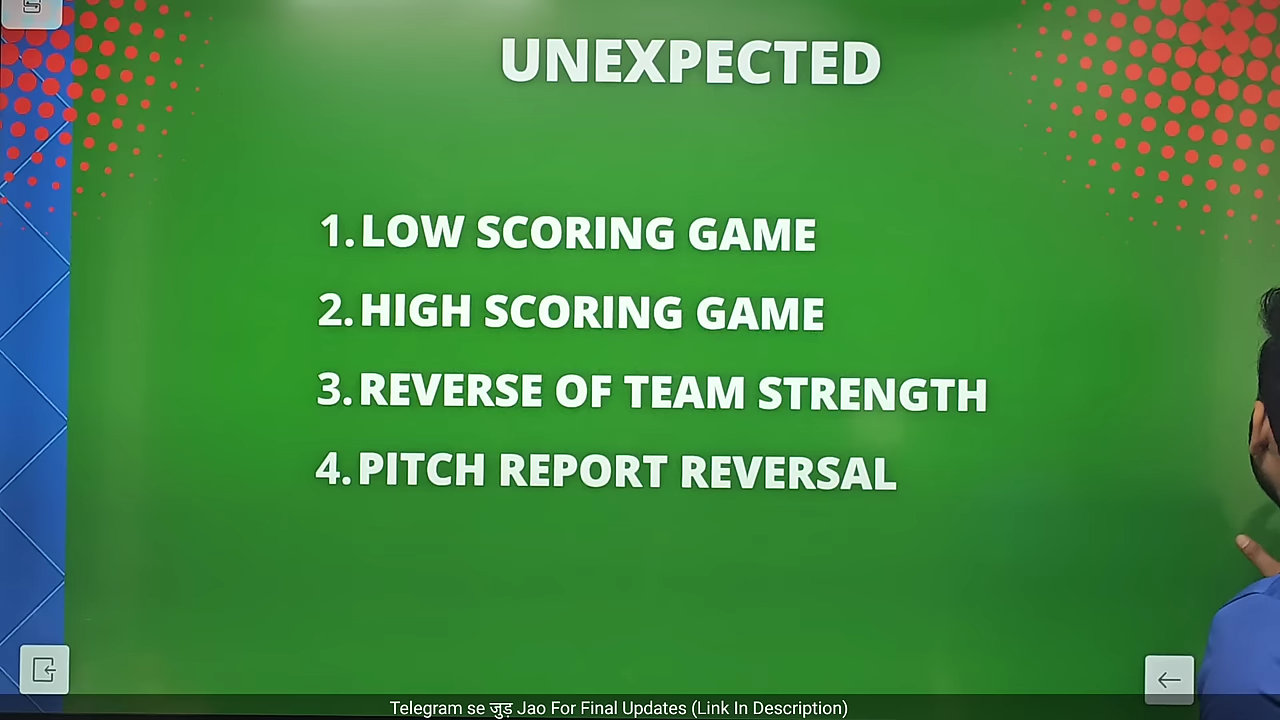 UNEXPECTED
1. LOW SCORING GAME
2. HIGH SCORING GAME
3. REVERSE OF TEAM STRENGTH
4. PITCH REPORT REVERSAL
Telegram se जुड़ Jao For Final Updates (Link In Description)